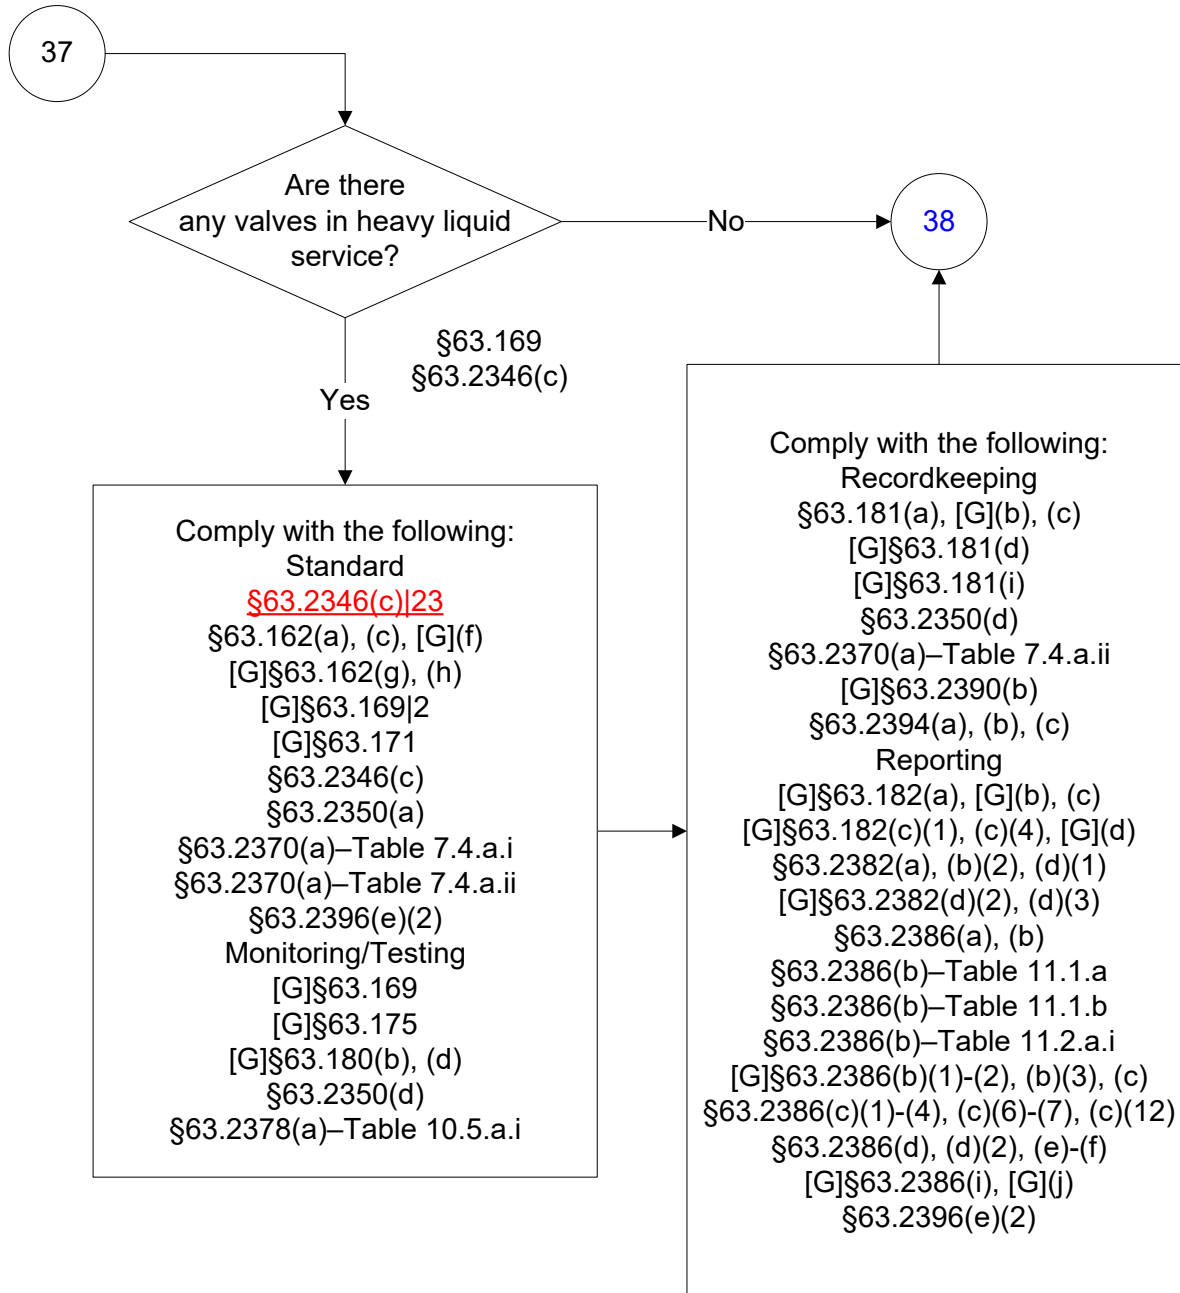 37
Are there
any valves in heavy liquid
service?
No
38
§63.169
§63.2346(c)
Yes
Comply with the following:
Standard
§63.2346(c)|23
§63.162(a), (c), [G](f)
[G]§63.162(g), (h)
[G]§63.169|2
[G]§63.171
§63.2346(c)
§63.2350(a)
§63.2370(a)–Table 7.4.a.i
§63.2370(a)–Table 7.4.a.ii
§63.2396(e)(2)
Monitoring/Testing
[G]§63.169
[G]§63.175
[G]§63.180(b), (d)
§63.2350(d)
§63.2378(a)–Table 10.5.a.i
Comply with the following:
Recordkeeping
§63.181(a), [G](b), (c)
[G]§63.181(d)
[G]§63.181(i)
§63.2350(d)
§63.2370(a)–Table 7.4.a.ii
[G]§63.2390(b)
§63.2394(a), (b), (c)
Reporting
[G]§63.182(a), [G](b), (c)
[G]§63.182(c)(1), (c)(4), [G](d)
§63.2382(a), (b)(2), (d)(1)
[G]§63.2382(d)(2), (d)(3)
§63.2386(a), (b)
§63.2386(b)–Table 11.1.a
§63.2386(b)–Table 11.1.b
§63.2386(b)–Table 11.2.a.i
[G]§63.2386(b)(1)-(2), (b)(3), (c)
§63.2386(c)(1)-(4), (c)(6)-(7), (c)(12)
§63.2386(d), (d)(2), (e)-(f)
[G]§63.2386(i), [G](j)
§63.2396(e)(2)